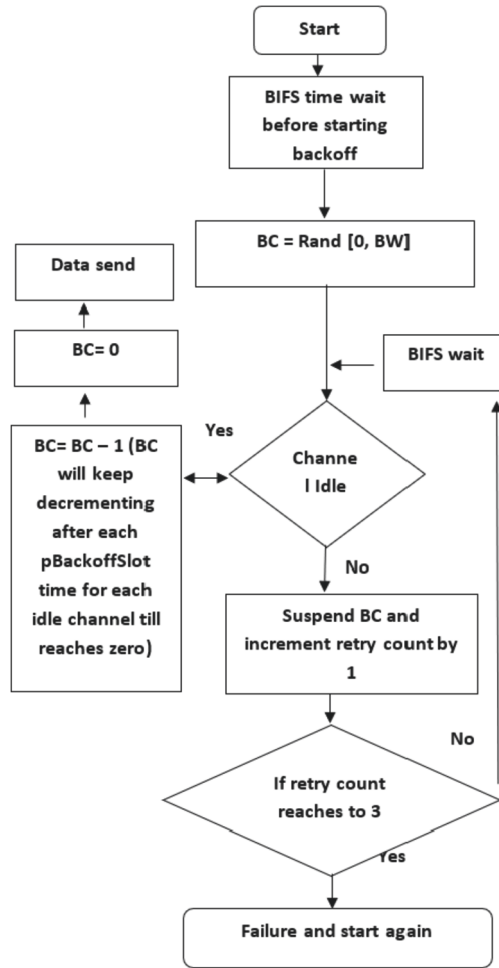 Start
BIFS time wait
before starting
backoff
BC = Rand [0, BW]
Data send
BC= 0
BIFS wait
Yes
BC= BC – 1 (BC
will keep
decrementing
after each
pBackoffSlot
time for each
idle channel till
reaches zero)
Channe
l Idle
No
Suspend BC and
increment retry count by
1
No
If retry count
reaches to 3
Yes
Failure and start again